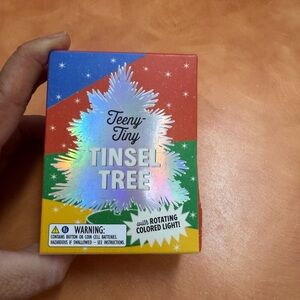 Teeny-
Tiny
TINSEL
TREE
with ROTATING
COLORED LIGHT!
WARNING:
CONTAINS BUTTON OR COIN CELL BATTERIES.
HAZARDOUS IF SWALLOWED – SEE INSTRUCTIONS.